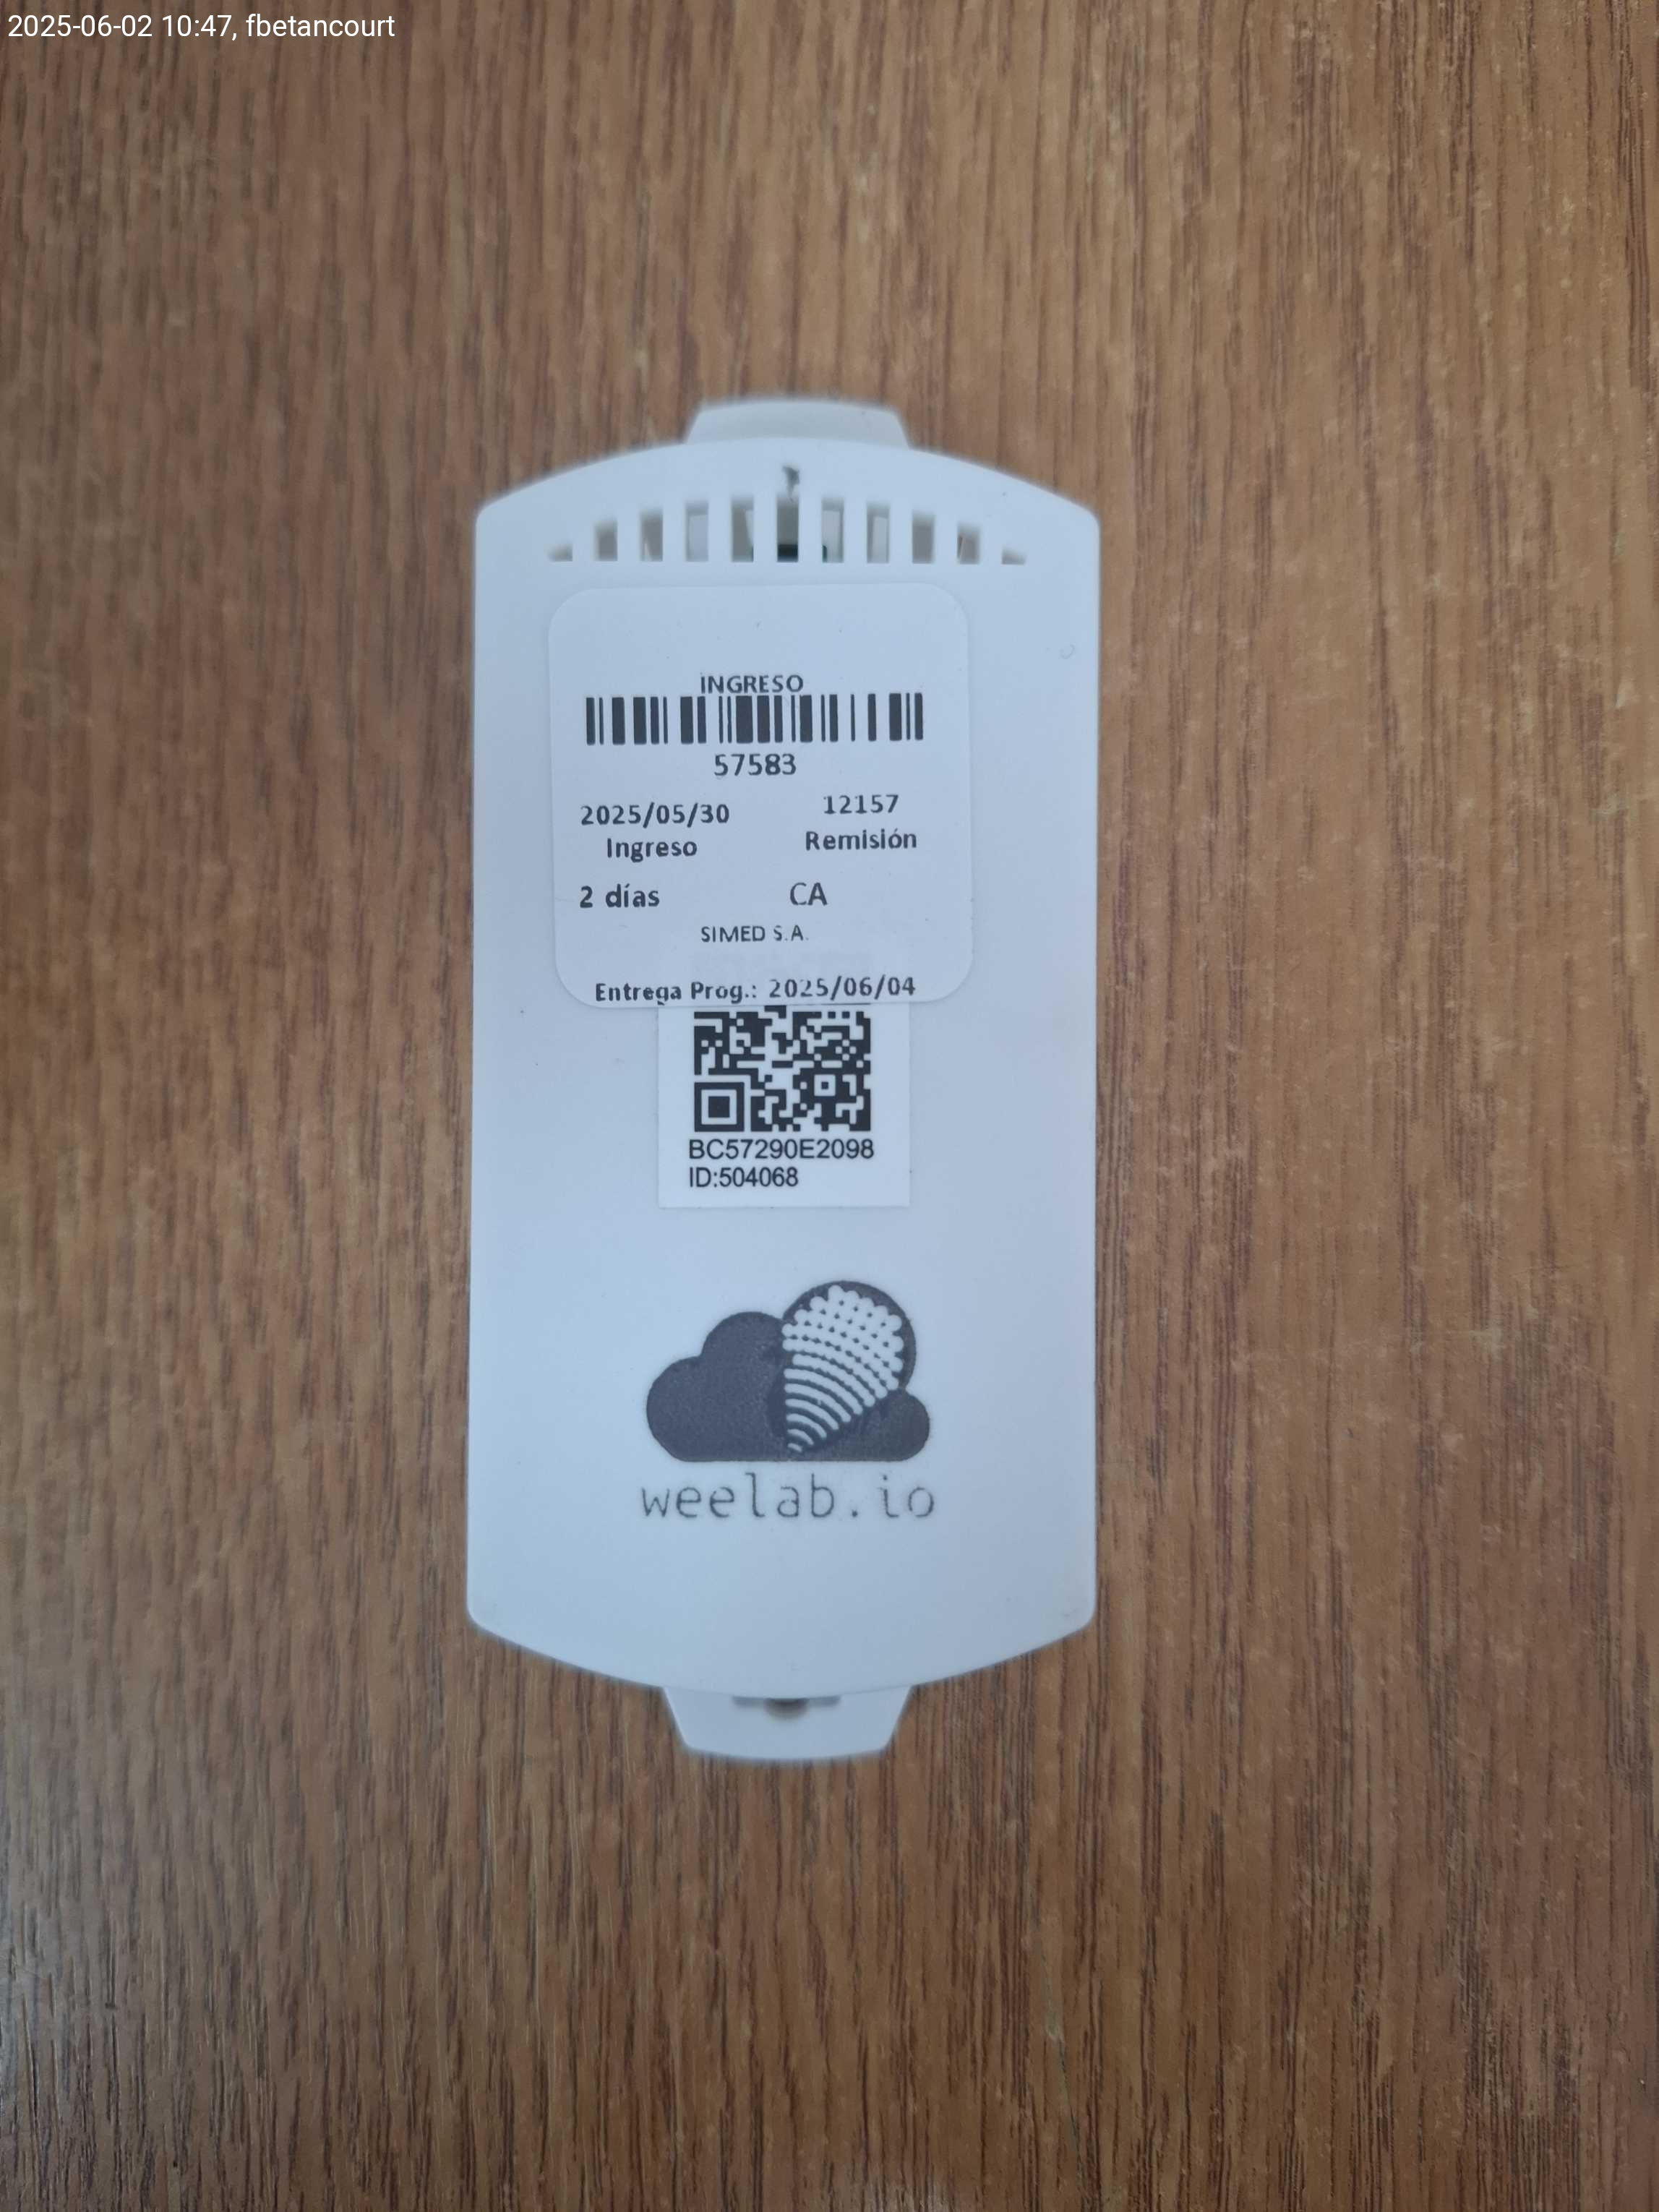 2025-06-02 10:47, fbetancourt
INGRESO
57583
2025/05/30 12157
Ingreso Remisión
2 días CA
SIMED S.A.
Entrega Prog.: 2025/06/04
BC57290E2098
ID:504068
weelab.io